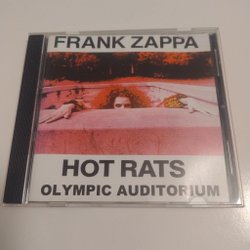 FRANK ZAPPA
HOT RATS
OLYMPIC AUDITORIUM